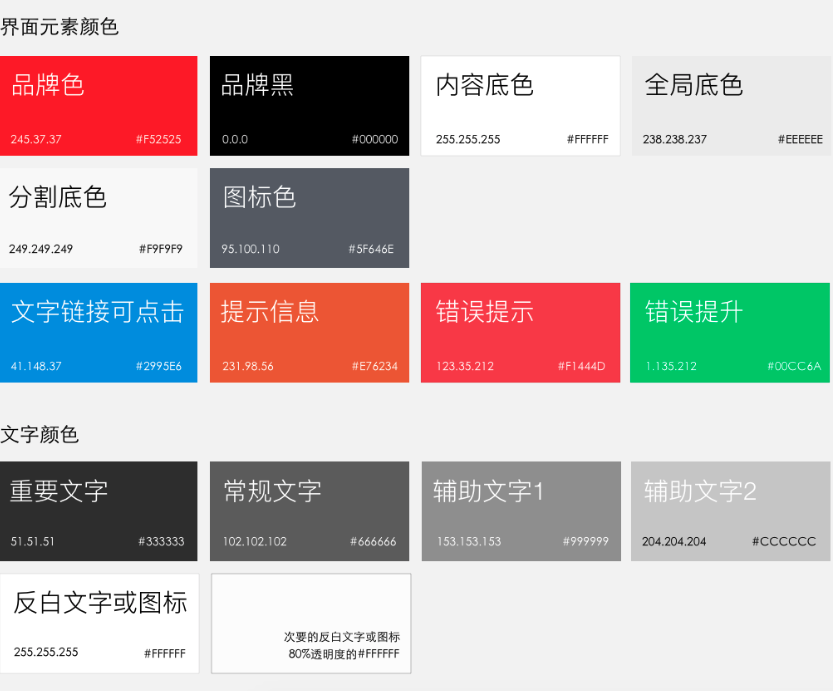 界面元素颜色
品牌色
245.37.37 #F52525
品牌黑
0.0.0 #000000
内容底色
255.255.255 #FFFFFF
全局底色
238.238.237 #EEEEEE
分割底色
249.249.249 #F9F9F9
图标色
95.100.110 #5F646E
文字链接可点击
41.148.37 #2995E6
提示信息
231.98.56 #E76234
错误提示
123.35.212 #F1444D
错误提升
1.135.212 #00CC6A
文字颜色
重要文字
51.51.51 #333333
常规文字
102.102.102 #666666
辅助文字1
153.153.153 #999999
辅助文字2
204.204.204 #CCCCCC
反白文字或图标
255.255.255 #FFFFFF
次要的反白文字或图标
80%透明度的#FFFFFF